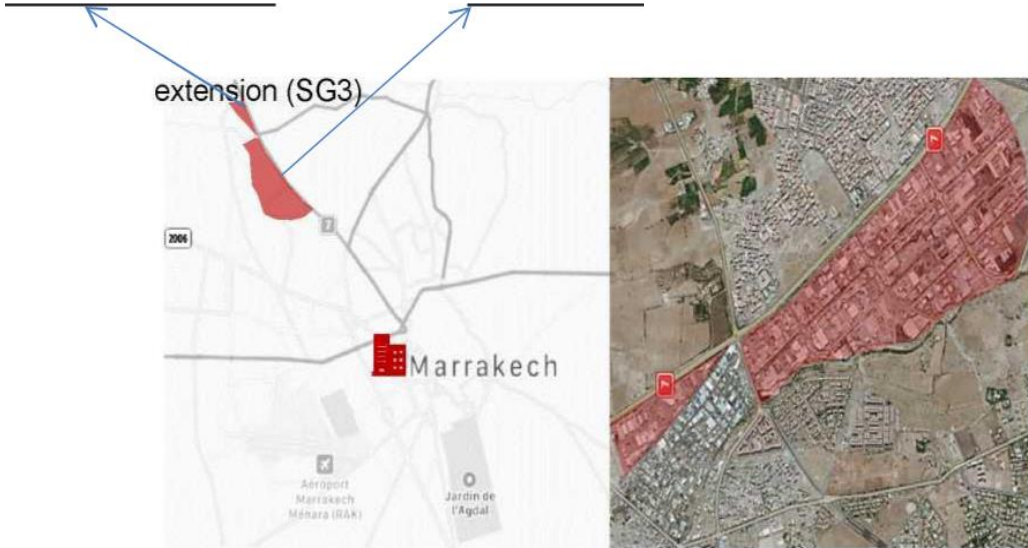 extension (SG3)
7
7
2006
7
Marrakech
Aéroport
Marrakech
Ménara (RAK)
Jardin de
l'Agdal